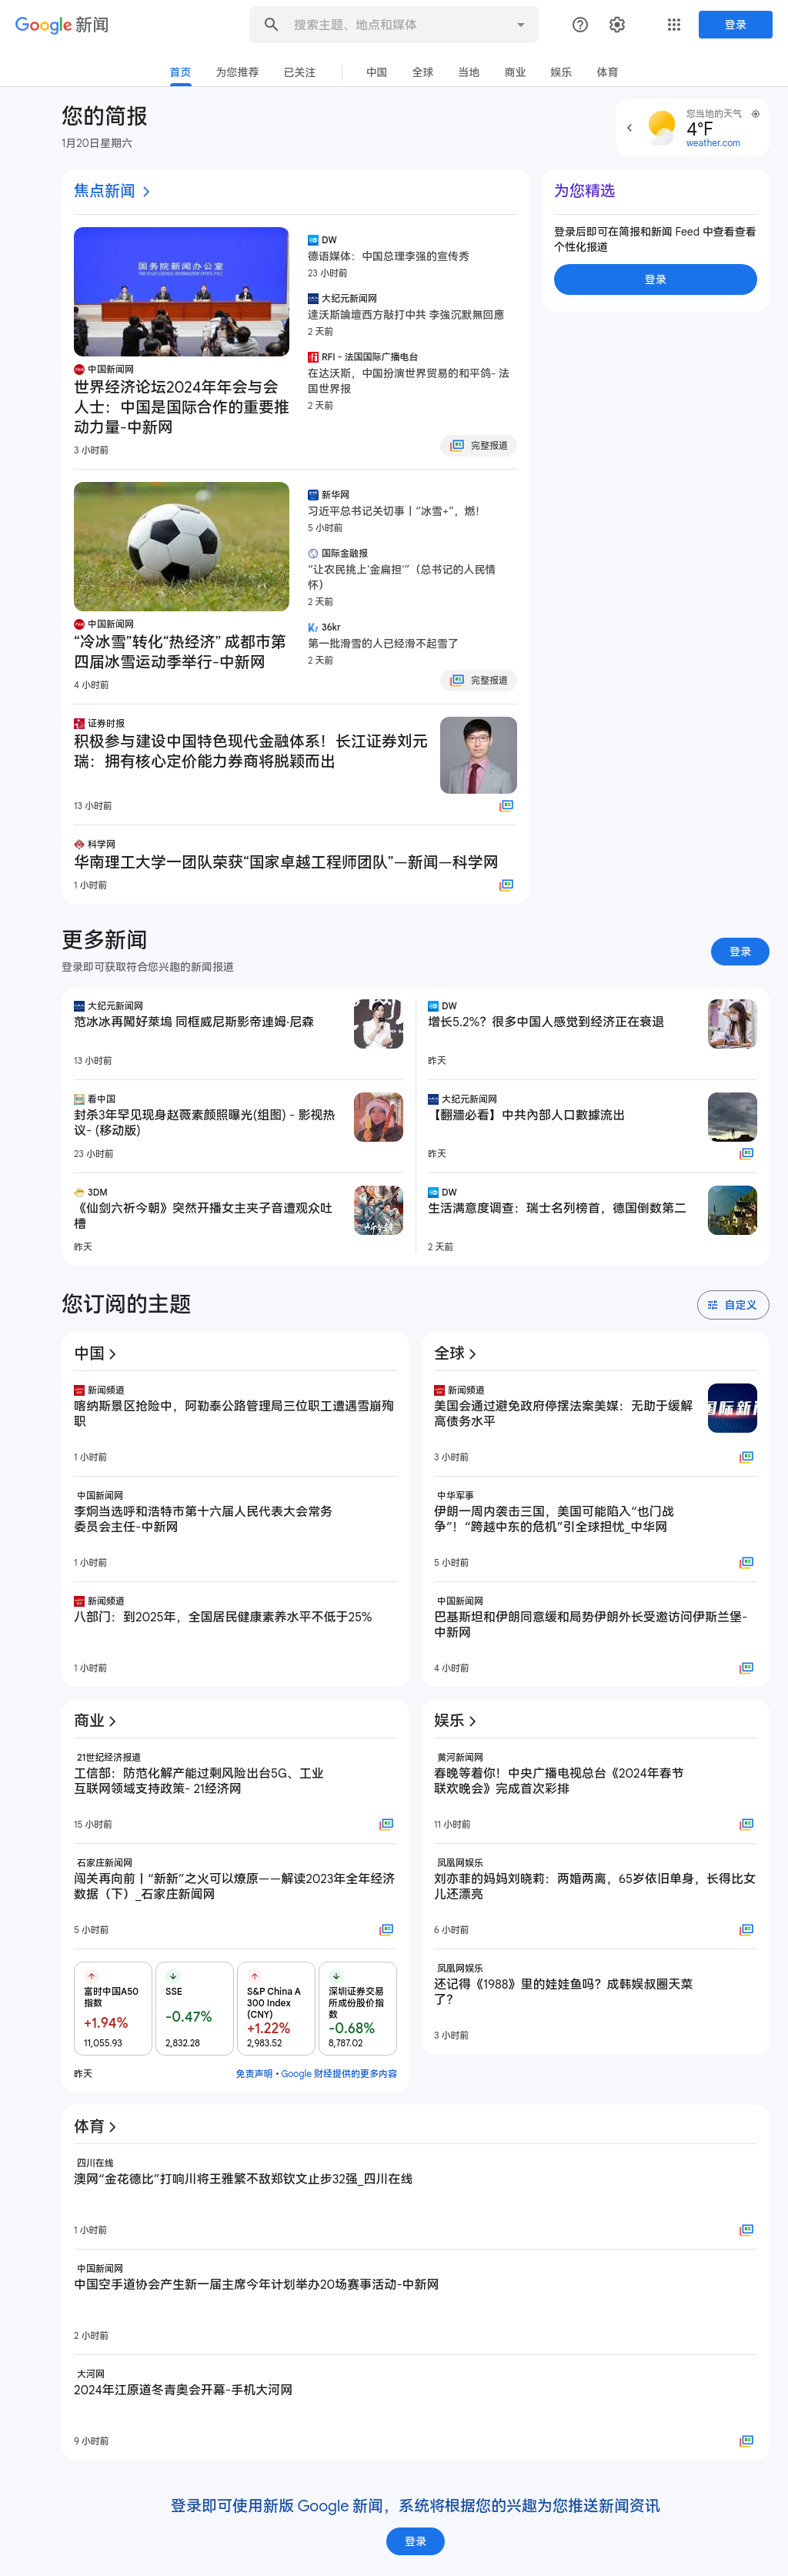 Google 新闻
搜索主题、地点和媒体
登录
首页
为您推荐
已关注
中国
全球
当地
商业
娱乐
体育
您的简报
1月20日星期六
您当地的天气
4°F
weather.com
焦点新闻
国务院新闻办公室
中国新闻网
世界经济论坛2024年年会与会
人士：中国是国际合作的重要推
动力量-中新网
3 小时前
DW
德语媒体：中国总理李强的宣传秀
23 小时前
大纪元新闻网
達沃斯論壇西方敲打中共 李強沉默無回應
2 天前
RFI - 法国国际广播电台
在达沃斯，中国扮演世界贸易的和平鸽- 法
国世界报
2 天前
完整报道
中国新闻网
“冷冰雪”转化“热经济” 成都市第
四届冰雪运动季举行-中新网
4 小时前
新华网
习近平总书记关切事丨“冰雪+”，燃！
5 小时前
国际金融报
“让农民挑上'金扁担'”（总书记的人民情
怀）
2 天前
36kr
第一批滑雪的人已经滑不起雪了
2 天前
完整报道
证券时报
积极参与建设中国特色现代金融体系！长江证券刘元
瑞：拥有核心定价能力券商将脱颖而出
13 小时前
科学网
华南理工大学一团队荣获“国家卓越工程师团队”—新闻—科学网
1 小时前
为您精选
登录后即可在简报和新闻 Feed 中查看查看
个性化报道
登录
更多新闻
登录即可获取符合您兴趣的新闻报道
登录
大纪元新闻网
范冰冰再闖好萊塢 同框威尼斯影帝連姆·尼森
13 小时前
看中国
封杀3年罕见现身赵薇素颜照曝光(组图) - 影视热
议- (移动版)
23 小时前
3DM
《仙剑六祈今朝》突然开播女主夹子音遭观众吐
槽
昨天
DW
增长5.2%？很多中国人感觉到经济正在衰退
昨天
大纪元新闻网
【翻牆必看】中共內部人口數據流出
昨天
DW
生活满意度调查：瑞士名列榜首，德国倒数第二
2 天前
您订阅的主题
自定义
中国
新闻频道
喀纳斯景区抢险中，阿勒泰公路管理局三位职工遭遇雪崩殉
职
1 小时前
中国新闻网
李炯当选呼和浩特市第十六届人民代表大会常务
委员会主任-中新网
1 小时前
新闻频道
八部门：到2025年，全国居民健康素养水平不低于25%
1 小时前
全球
新闻频道
美国会通过避免政府停摆法案美媒：无助于缓解
高债务水平
国际新闻
3 小时前
中华军事
伊朗一周内袭击三国，美国可能陷入“也门战
争”！“跨越中东的危机”引全球担忧_中华网
5 小时前
中国新闻网
巴基斯坦和伊朗同意缓和局势伊朗外长受邀访问伊斯兰堡-
中新网
4 小时前
商业
21世纪经济报道
工信部：防范化解产能过剩风险出台5G、工业
互联网领域支持政策- 21经济网
15 小时前
石家庄新闻网
闯关再向前丨“新新”之火可以燎原——解读2023年全年经济
数据（下）_石家庄新闻网
5 小时前
富时中国A50
指数
+1.94%
11,055.93
SSE
-0.47%
2,832.28
S&P China A
300 Index
(CNY)
+1.22%
2,983.52
深圳证券交易
所成份股价指
数
-0.68%
8,787.02
昨天
免责声明 • Google 财经提供的更多内容
娱乐
黄河新闻网
春晚等着你！中央广播电视总台《2024年春节
联欢晚会》完成首次彩排
11 小时前
凤凰网娱乐
刘亦菲的妈妈刘晓莉：两婚两离，65岁依旧单身，长得比女
儿还漂亮
6 小时前
凤凰网娱乐
还记得《1988》里的娃娃鱼吗？成韩娱叔圈天菜
了？
3 小时前
体育
四川在线
澳网“金花德比”打响川将王雅繁不敌郑钦文止步32强_四川在线
1 小时前
中国新闻网
中国空手道协会产生新一届主席今年计划举办20场赛事活动-中新网
2 小时前
大河网
2024年江原道冬青奥会开幕-手机大河网
9 小时前
登录即可使用新版 Google 新闻，系统将根据您的兴趣为您推送新闻资讯
登录